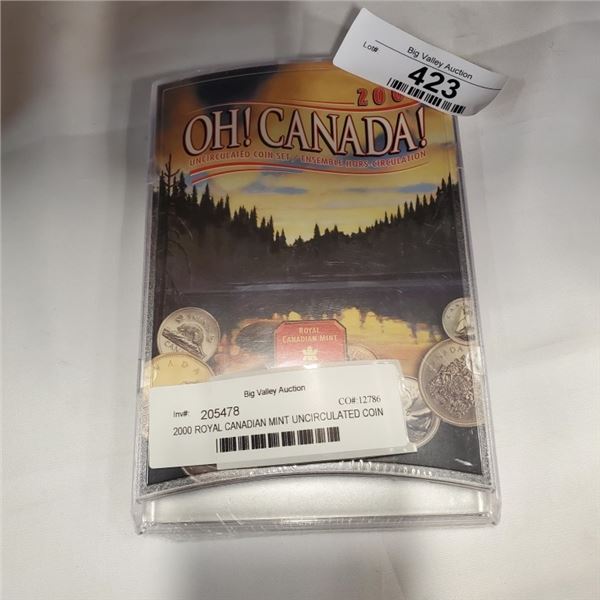 Big Valley Auction
Lot#:
423
OH! CANADA!
UNCIRCULATED COIN SET / ENSEMBLE HORS-CIRCULATION
ROYAL
CANADIAN MINT
Big Valley Auction
Inv#: 205478 CO#:12786
2000 ROYAL CANADIAN MINT UNCIRCULATED COIN